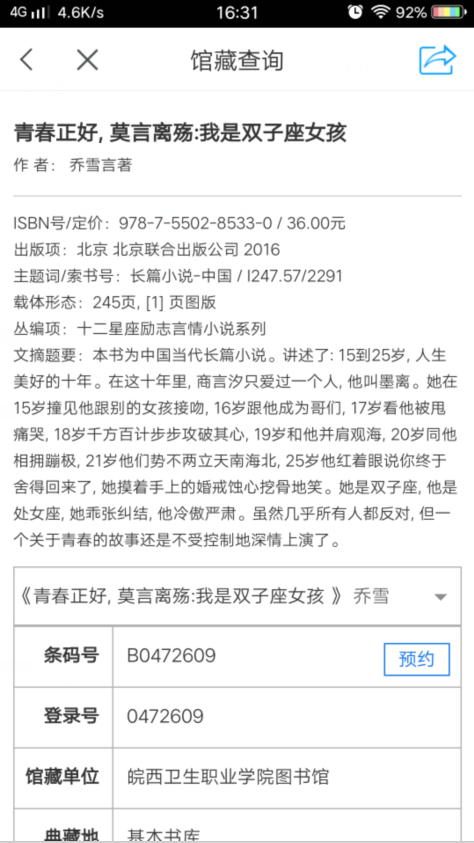 4G 4.6K/s 16:31 92%
馆藏查询
青春正好, 莫言离殇:我是双子座女孩
作 者： 乔雪言著
ISBN号/定价：978-7-5502-8533-0 / 36.00元
出版项：北京 北京联合出版公司 2016
主题词/索书号：长篇小说-中国 / I247.57/2291
载体形态：245页, [1] 页图版
丛编项：十二星座励志言情小说系列
文摘题要：本书为中国当代长篇小说。讲述了: 15到25岁, 人生
美好的十年。在这十年里, 商言汐只爱过一个人, 他叫墨离。她在
15岁撞见他跟别的女孩接吻, 16岁跟他成为哥们, 17岁看他被甩
痛哭, 18岁千方百计步步攻破其心, 19岁和他并肩观海, 20岁同他
相拥蹦极, 21岁他们势不两立天南海北, 25岁他红着眼说你终于
舍得回来了, 她摸着手上的婚戒蚀心挖骨地笑。她是双子座, 他是
处女座, 她乖张纠结, 他冷傲严肃。虽然几乎所有人都反对, 但一
个关于青春的故事还是不受控制地深情上演了。
《青春正好, 莫言离殇:我是双子座女孩 》 乔雪
条码号 B0472609 预约
登录号 0472609
馆藏单位 皖西卫生职业学院图书馆
典藏地 基本书库